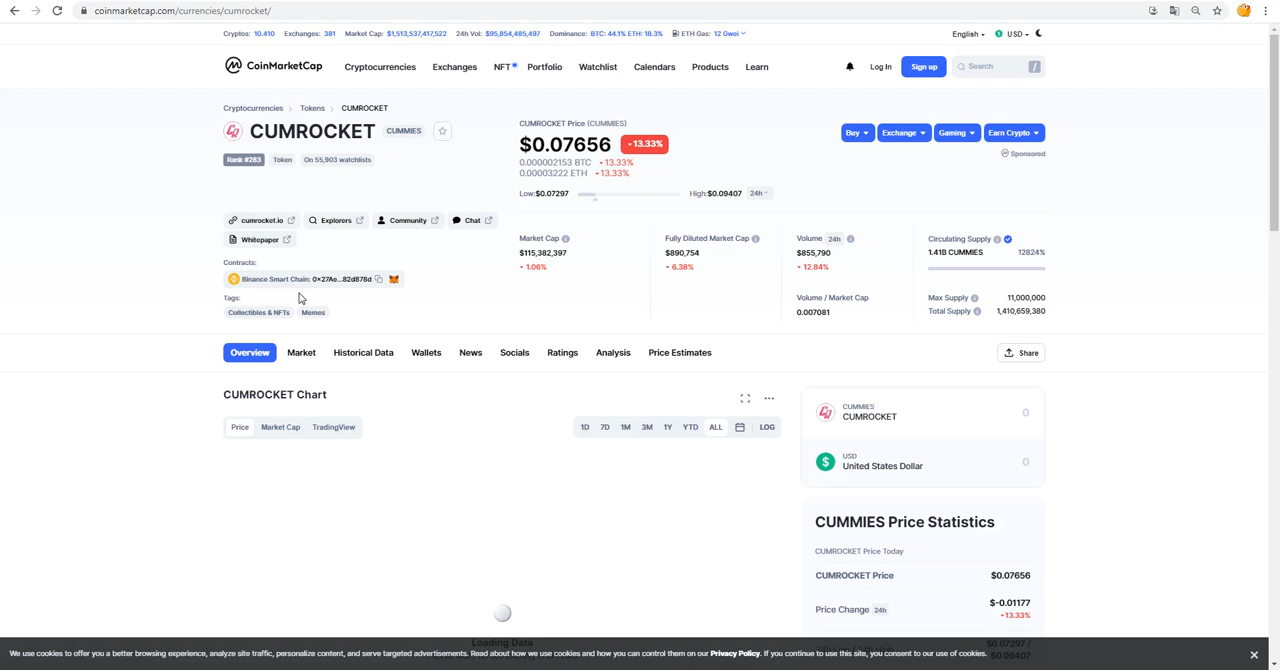 coinmarketcap.com/currencies/cumrocket/
Cryptos: 10.410 Exchanges: 381 Market Cap: $1,513,537,417,522 24h Vol: $95,854,485,497 Dominance: BTC: 44.1% ETH: 18.3% ETH Gas: 12 Gwei English USD
CoinMarketCap Cryptocurrencies Exchanges NFT Portfolio Watchlist Calendars Products Learn Log In Sign up Search /
Cryptocurrencies Tokens CUMROCKET
CUMROCKET CUMMIES
Rank #283 Token On 55,903 watchlists
CUMROCKET Price (CUMMIES)
$0.07656 -13.33%
0.000002153 BTC -13.33%
0.00003222 ETH -13.33%
Low:$0.07297 High:$0.09407 24h
Buy Exchange Gaming Earn Crypto
Sponsored
cumrocket.io Explorers Community Chat
Whitepaper
Contracts:
Binance Smart Chain: 0x27Ae...82d878d
Tags:
Collectibles & NFTs Memes
Market Cap
$115,382,397
1.06%
Fully Diluted Market Cap
$890,754
6.38%
Volume 24h
$855,790
12.84%
Volume / Market Cap
0.007081
Circulating Supply
1.41B CUMMIES 12824%
Max Supply 11,000,000
Total Supply 1,410,659,380
Overview Market Historical Data Wallets News Socials Ratings Analysis Price Estimates Share
CUMROCKET Chart
Price Market Cap TradingView 1D 7D 1M 3M 1Y YTD ALL LOG
Loading Data
CUMMIES
CUMROCKET 0
USD
United States Dollar 0
CUMMIES Price Statistics
CUMROCKET Price Today
CUMROCKET Price $0.07656
Price Change 24h $-0.01177
-13.33%
$0.07297 /
$0.09407
We use cookies to offer you a better browsing experience, analyze site traffic, personalize content, and serve targeted advertisements. Read about how we use cookies and how you can control them on our Privacy Policy. If you continue to use this site, you consent to our use of cookies.